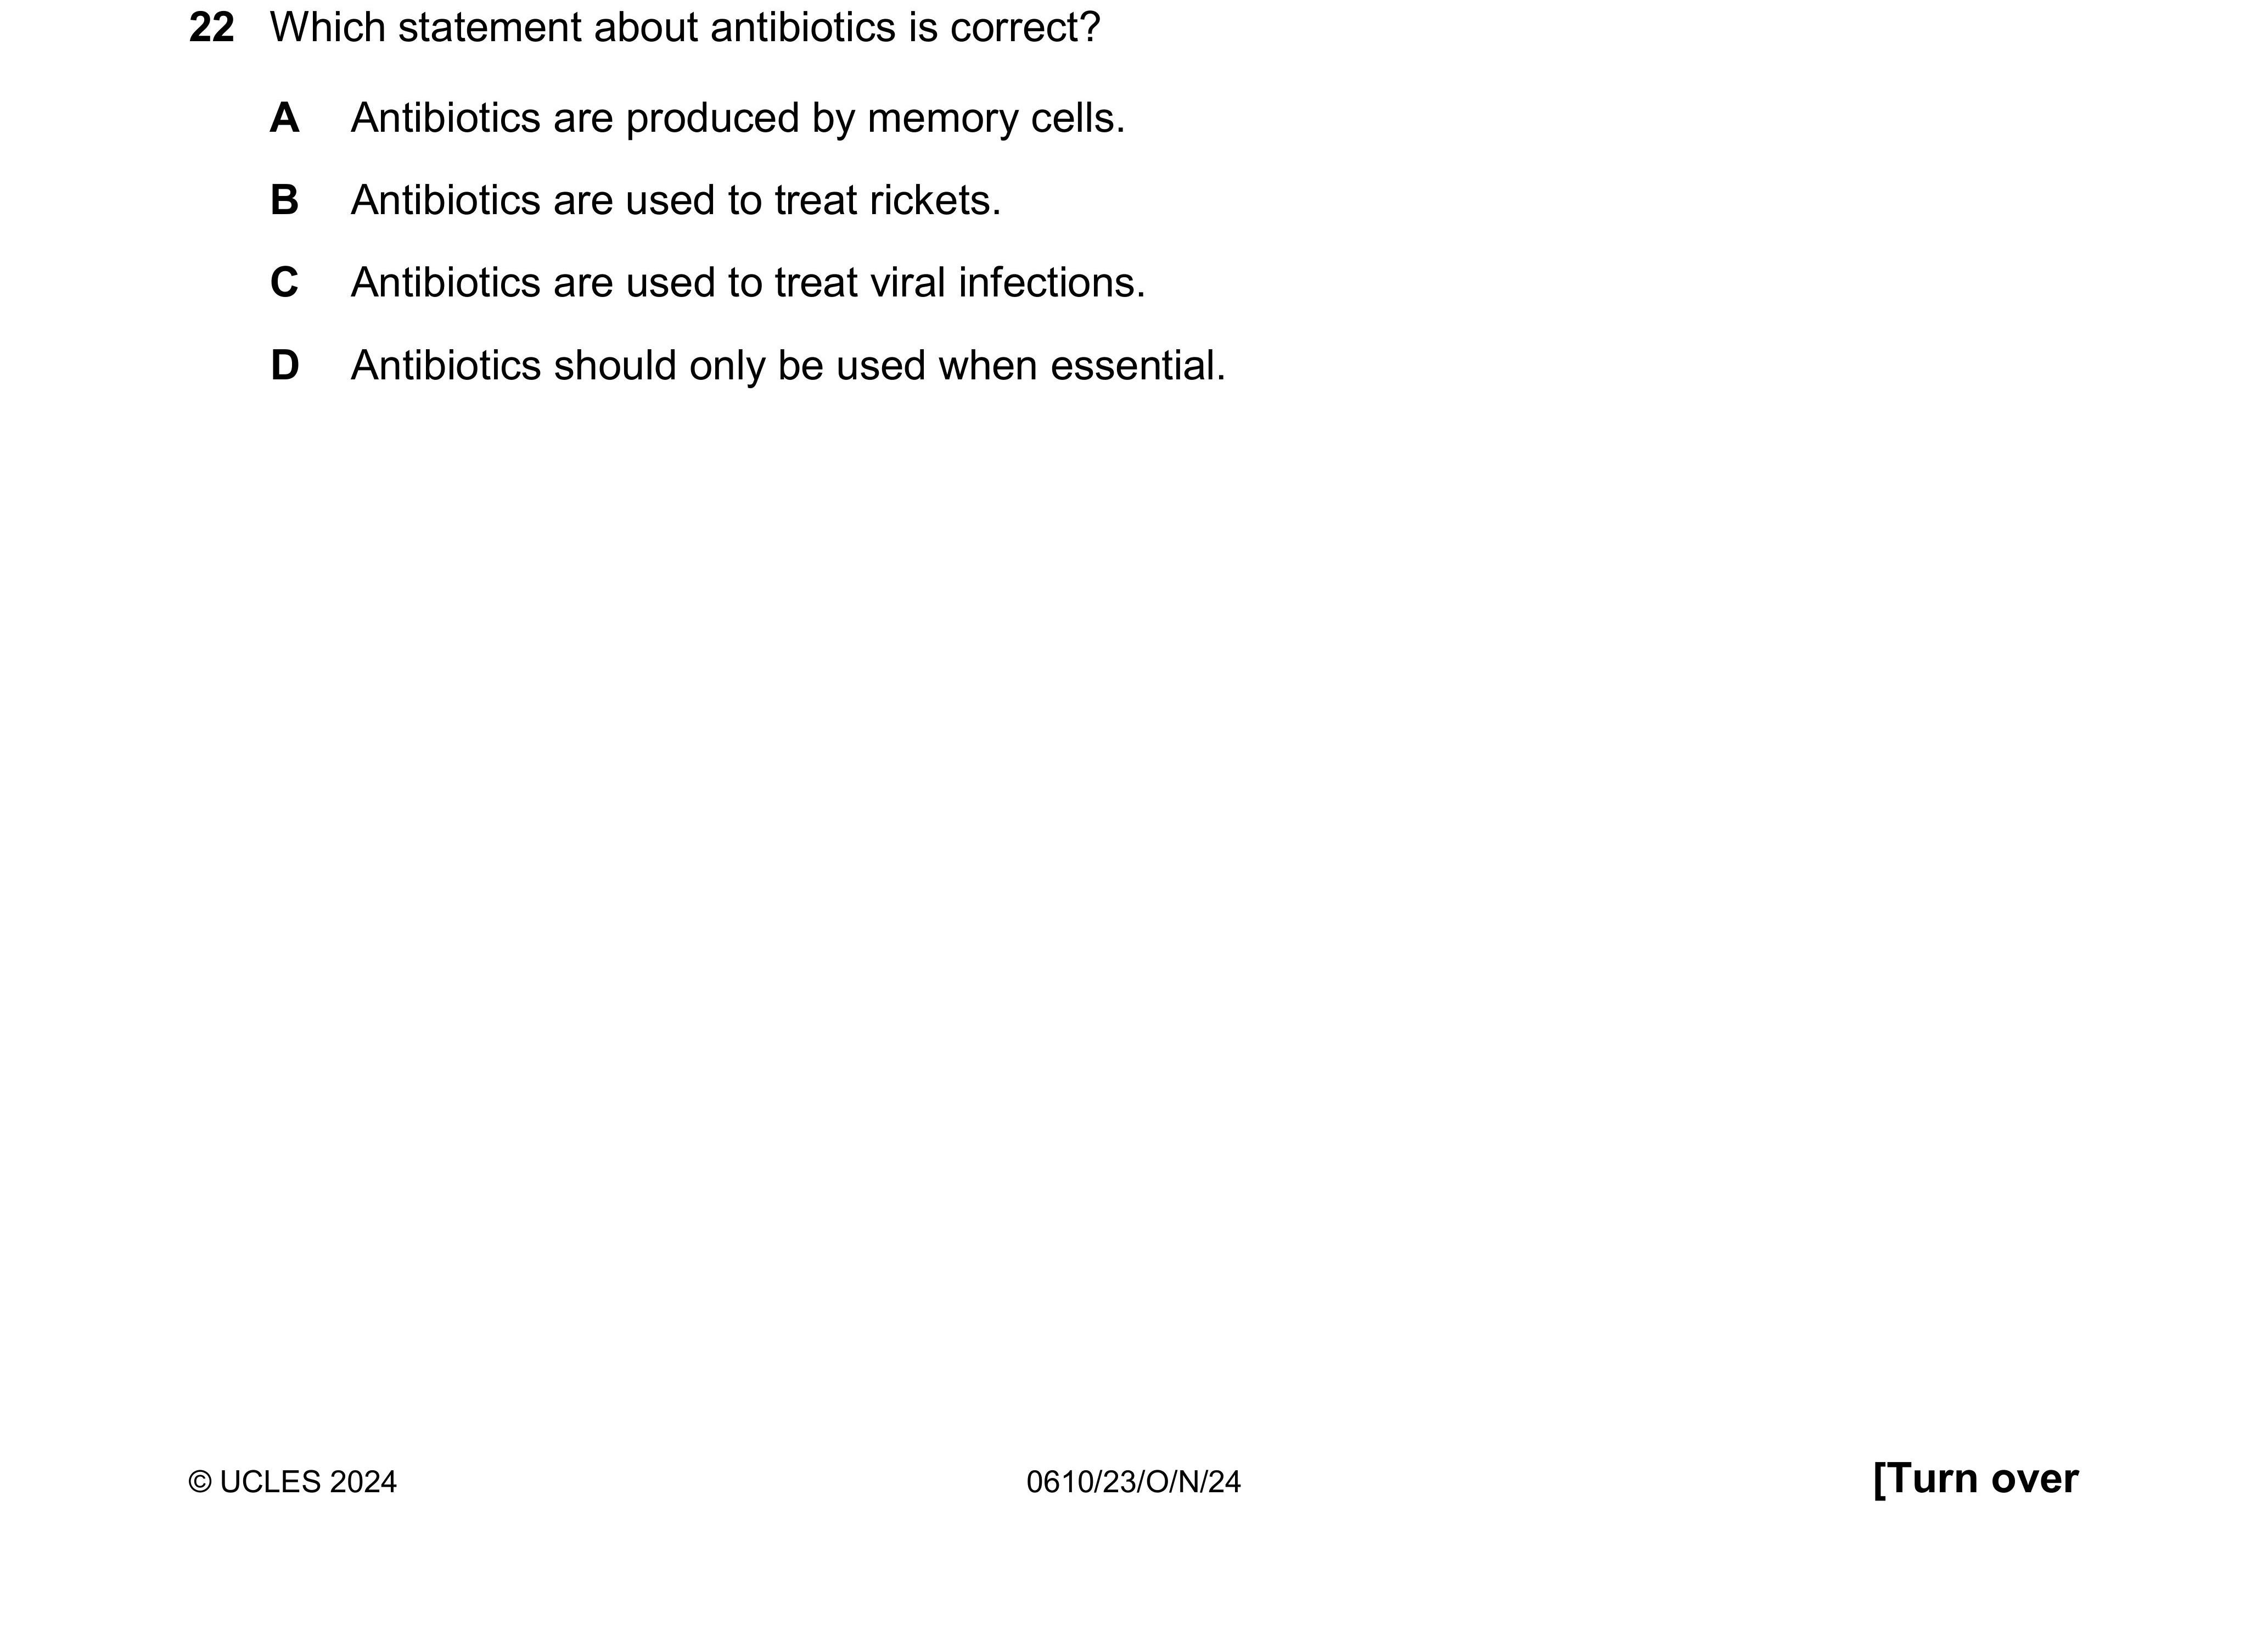 22 Which statement about antibiotics is correct?
A Antibiotics are produced by memory cells.
B Antibiotics are used to treat rickets.
C Antibiotics are used to treat viral infections.
D Antibiotics should only be used when essential.
© UCLES 2024 0610/23/O/N/24 [Turn over